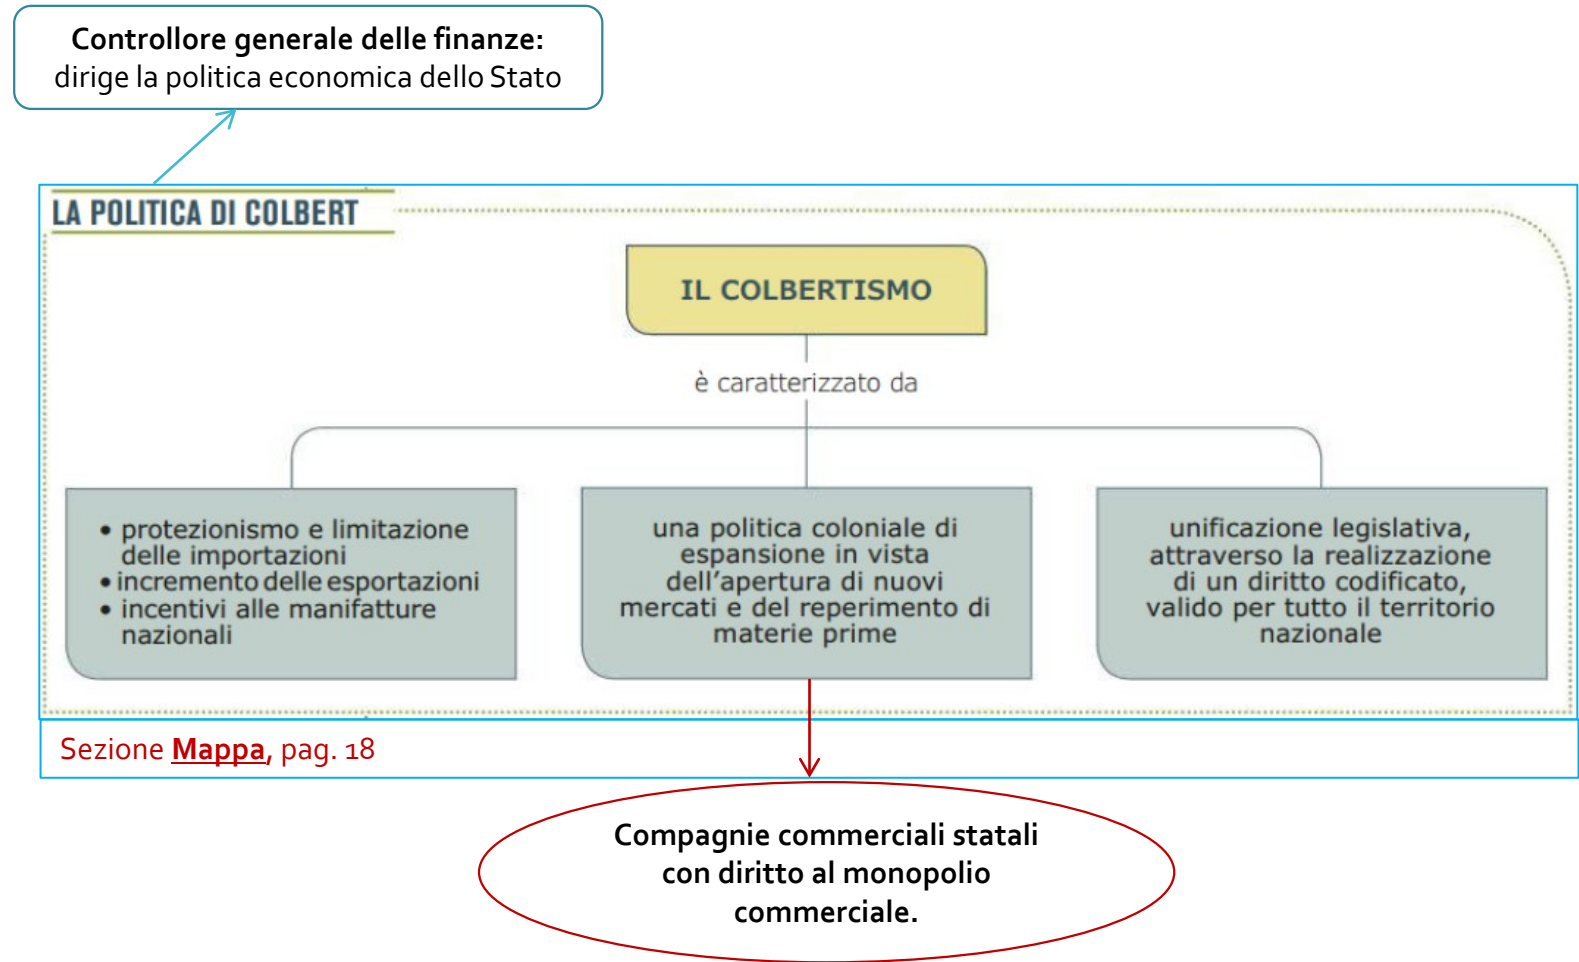 Controllore generale delle finanze:
dirige la politica economica dello Stato
LA POLITICA DI COLBERT
IL COLBERTISMO
è caratterizzato da
• protezionismo e limitazione
delle importazioni
• incremento delle esportazioni
• incentivi alle manifatture
nazionali
una politica coloniale di
espansione in vista
dell'apertura di nuovi
mercati e del reperimento di
materie prime
unificazione legislativa,
attraverso la realizzazione
di un diritto codificato,
valido per tutto il territorio
nazionale
Sezione Mappa, pag. 18
Compagnie commerciali statali
con diritto al monopolio
commerciale.